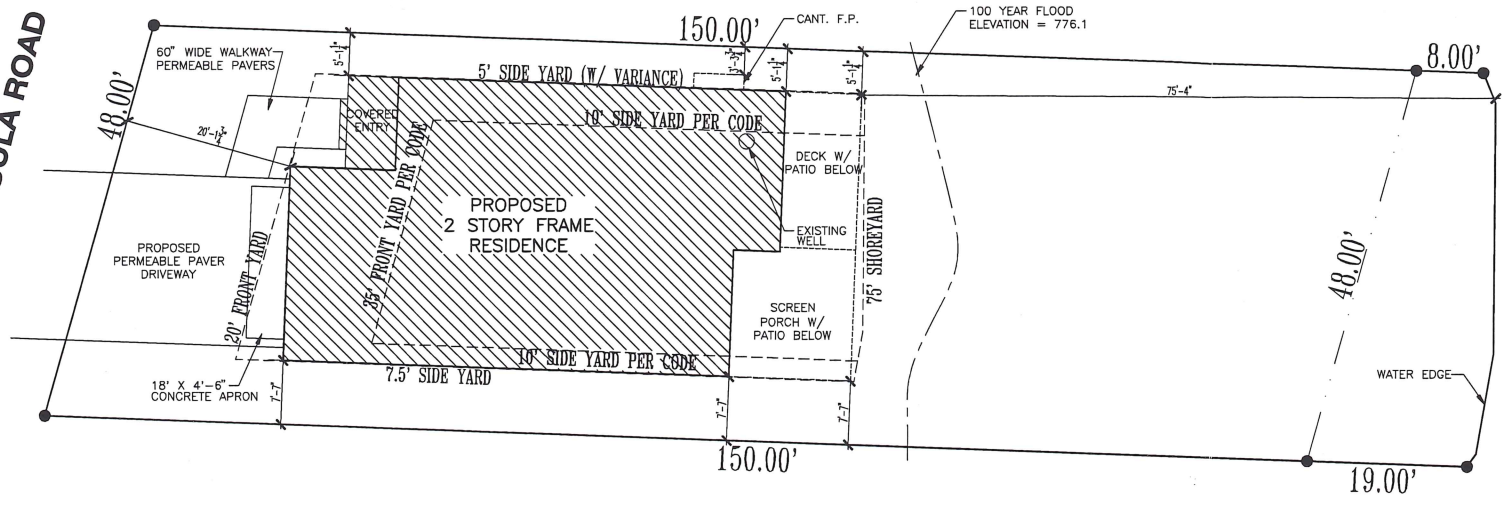 ROAD
48.00'
60" WIDE WALKWAY
PERMEABLE PAVERS
150.00'
CANT. F.P.
100 YEAR FLOOD
ELEVATION = 776.1
8.00'
5'-1¼"
5' SIDE YARD (W/ VARIANCE)
3'-3¾"
5'-1¼"
5'-1¼"
75'-4"
COVERED
ENTRY
10' SIDE YARD PER CODE
20'-1¾"
DECK W/
PATIO BELOW
35' FRONT YARD PER CODE
PROPOSED
2 STORY FRAME
RESIDENCE
EXISTING
WELL
PROPOSED
PERMEABLE PAVER
DRIVEWAY
20' FRONT YARD
75' SHOREYARD
48.00'
SCREEN
PORCH W/
PATIO BELOW
10' SIDE YARD PER CODE
7.5' SIDE YARD
18' X 4'-6"
CONCRETE APRON
7'-7"
7'-7"
7'-7"
WATER EDGE
150.00'
19.00'